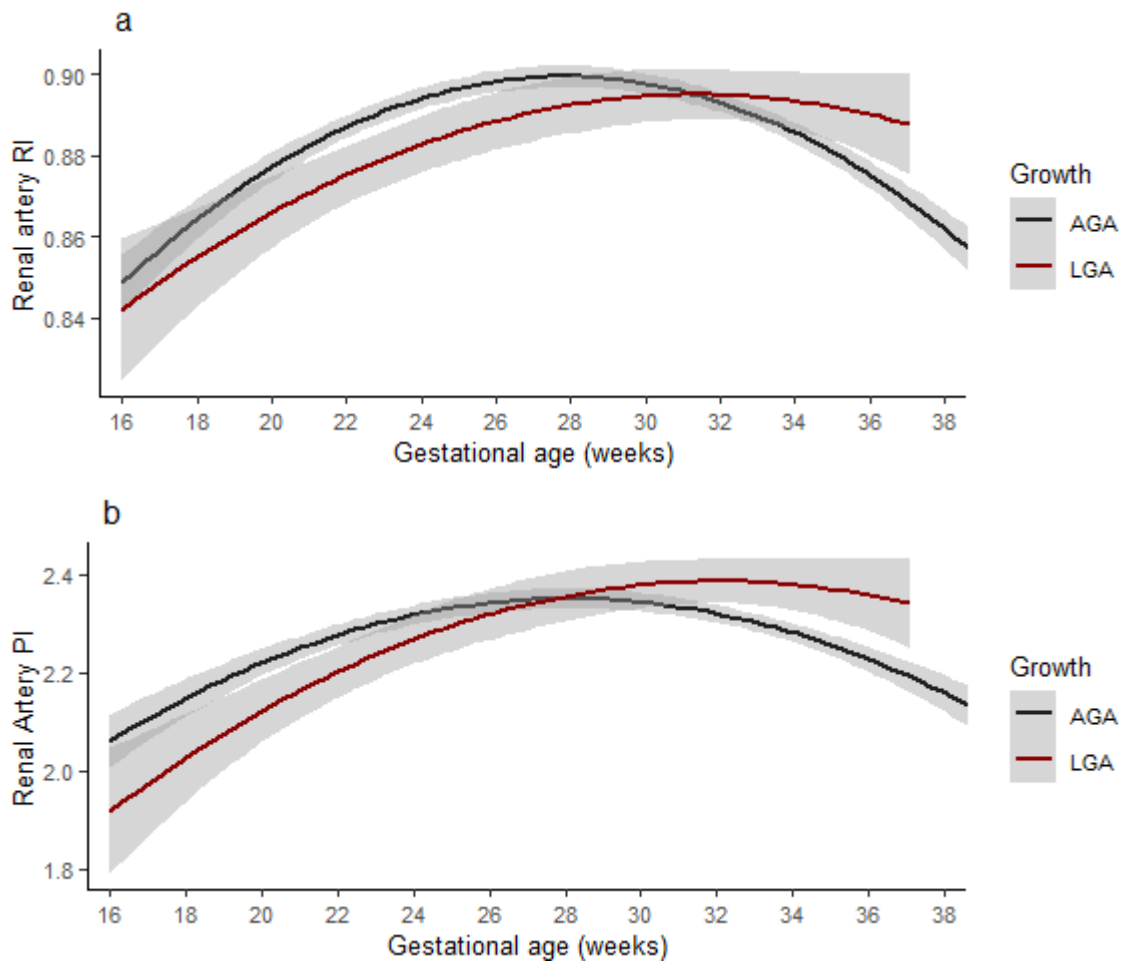 a
Renal artery RI
0.90
0.88
0.86
0.84
16 18 20 22 24 26 28 30 32 34 36 38
Gestational age (weeks)
Growth
AGA
LGA
b
Renal Artery PI
2.4
2.2
2.0
1.8
16 18 20 22 24 26 28 30 32 34 36 38
Gestational age (weeks)
Growth
AGA
LGA